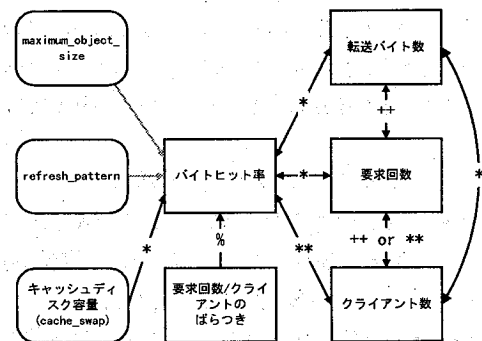 maximum_object_
size
転送バイト数
*
++
refresh_pattern
バイトヒット率
*
要求回数
*
*
%
**
++ or **
キャッシュディ
スク容量
(cache_swap)
要求回数/クライ
アントの
ばらつき
クライアント数